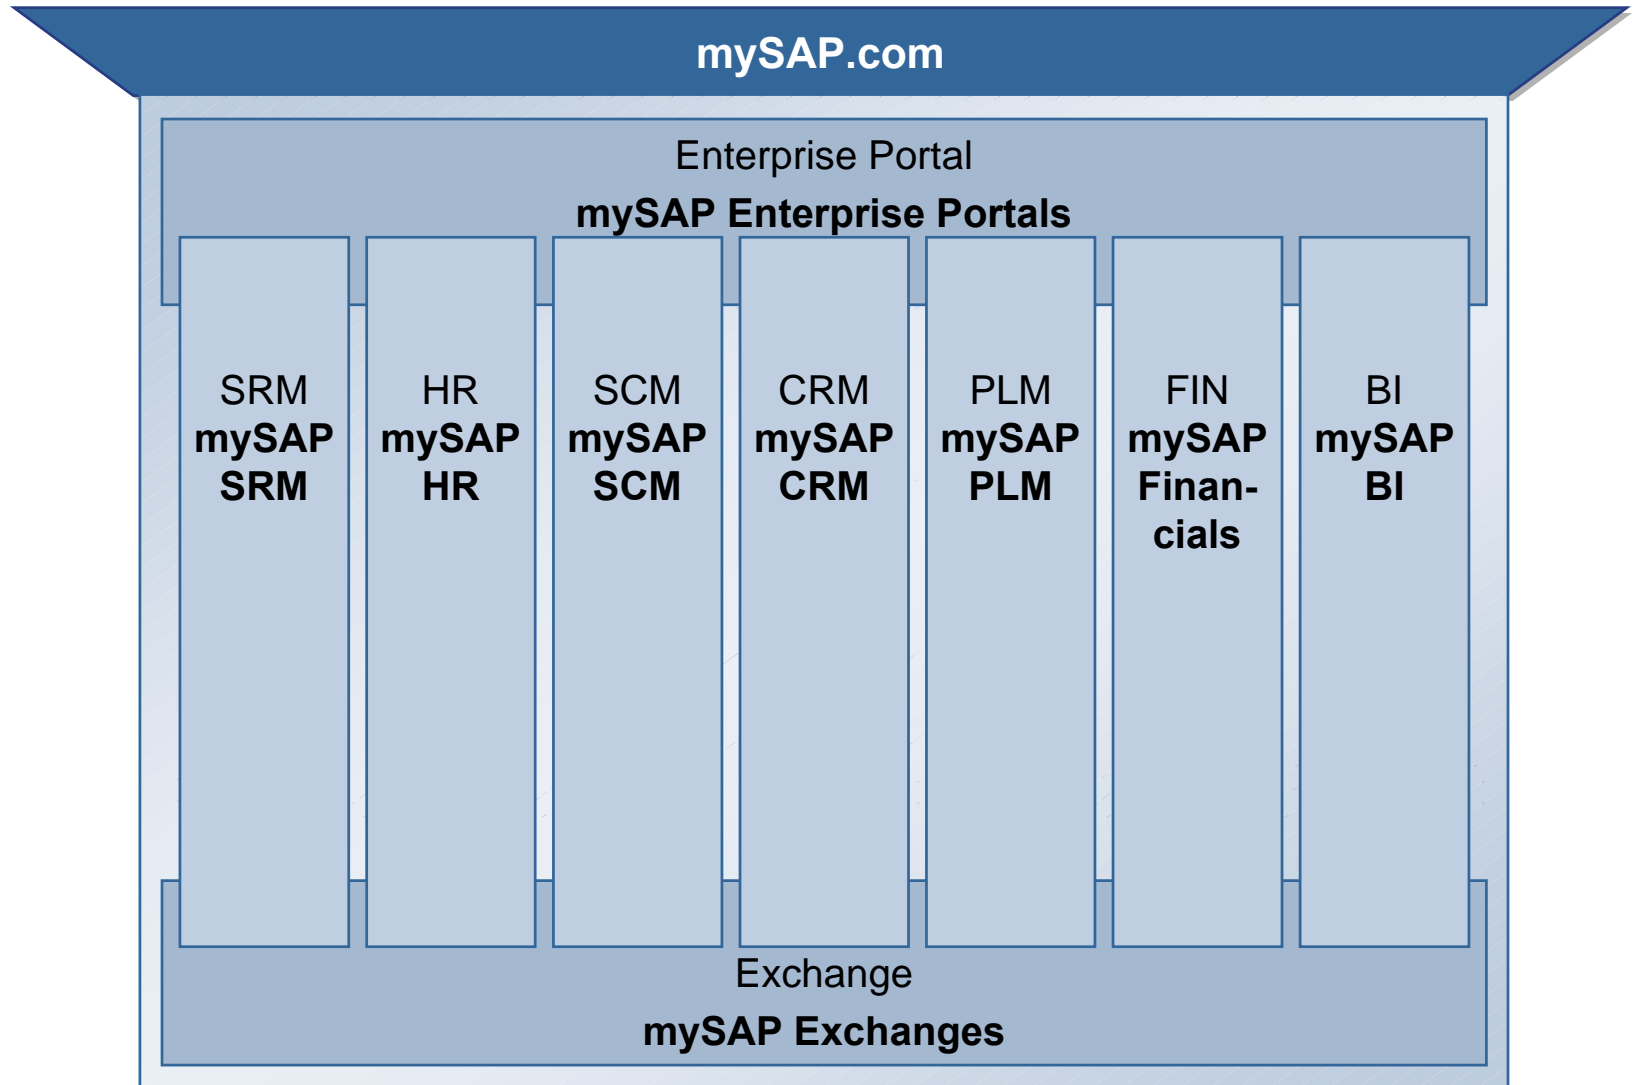 mySAP.com
Enterprise Portal
mySAP Enterprise Portals
SRM
mySAP
SRM
HR
mySAP
HR
SCM
mySAP
SCM
CRM
mySAP
CRM
PLM
mySAP
PLM
FIN
mySAP
Finan-
cials
BI
mySAP
BI
Exchange
mySAP Exchanges